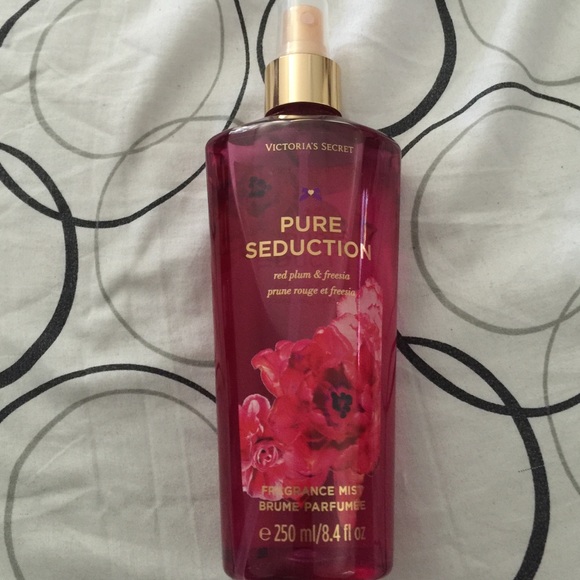 VICTORIA'S SECRET
PURE
SEDUCTION
red plum & freesia
prune rouge et freesia
FRAGRANCE MIST
BRUME PARFUMÉE
e 250 ml/8.4 fl oz